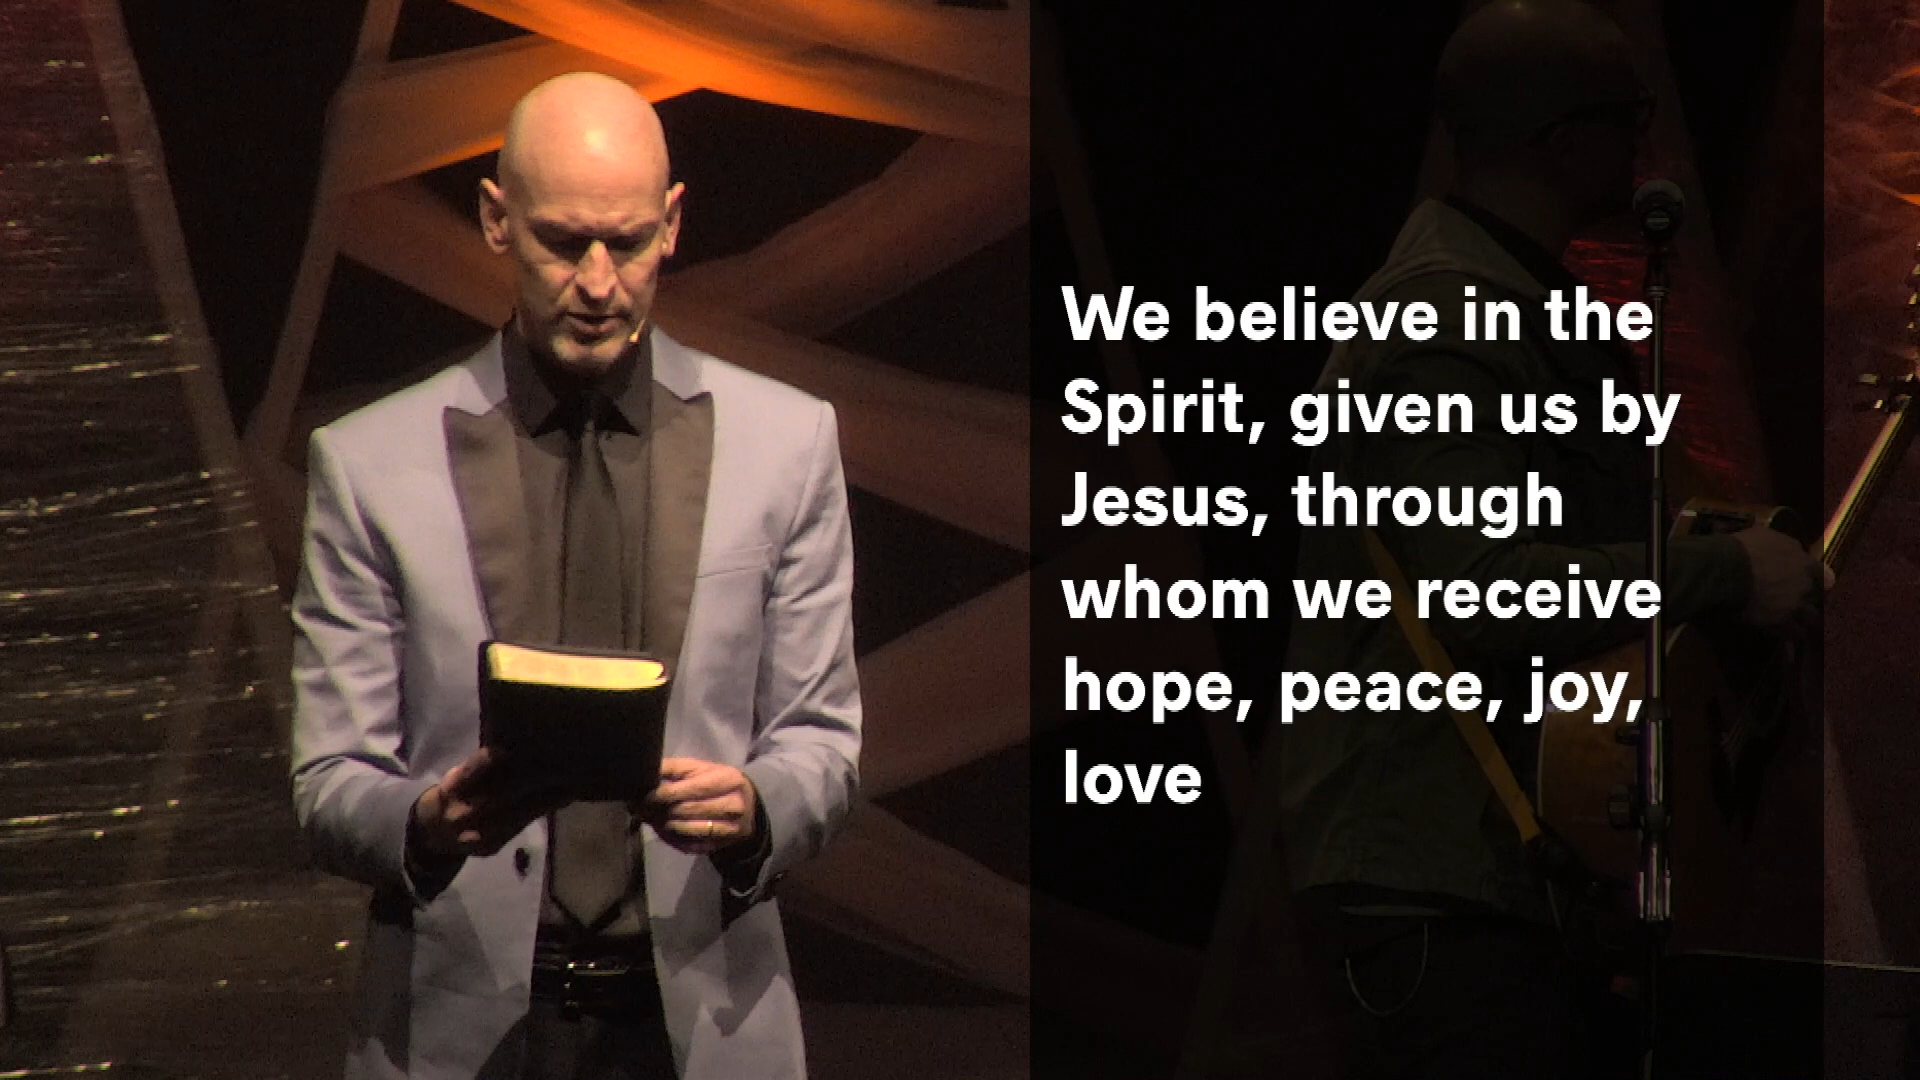 We believe in the
Spirit, given us by
Jesus, through
whom we receive
hope, peace, joy,
love